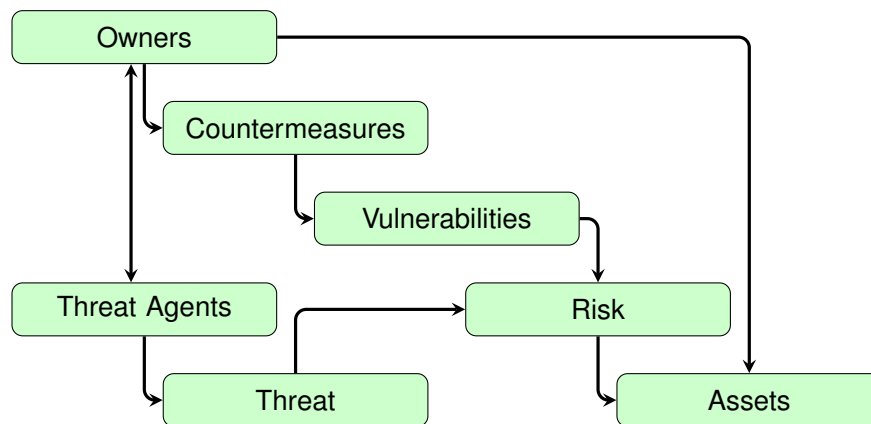 Owners
Countermeasures
Vulnerabilities
Threat Agents
Risk
Threat
Assets